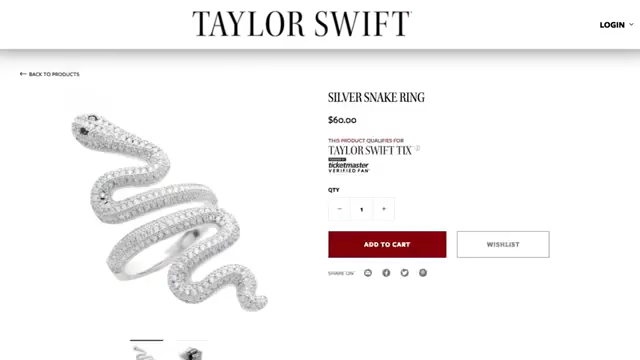 TAYLOR SWIFT
LOGIN
← BACK TO PRODUCTS
SILVER SNAKE RING
$60.00
THIS PRODUCT QUALIFIES FOR
TAYLOR SWIFT TIX
ticketmaster
VERIFIED FAN
QTY
- 1 +
ADD TO CART
WISHLIST
SHARE ON